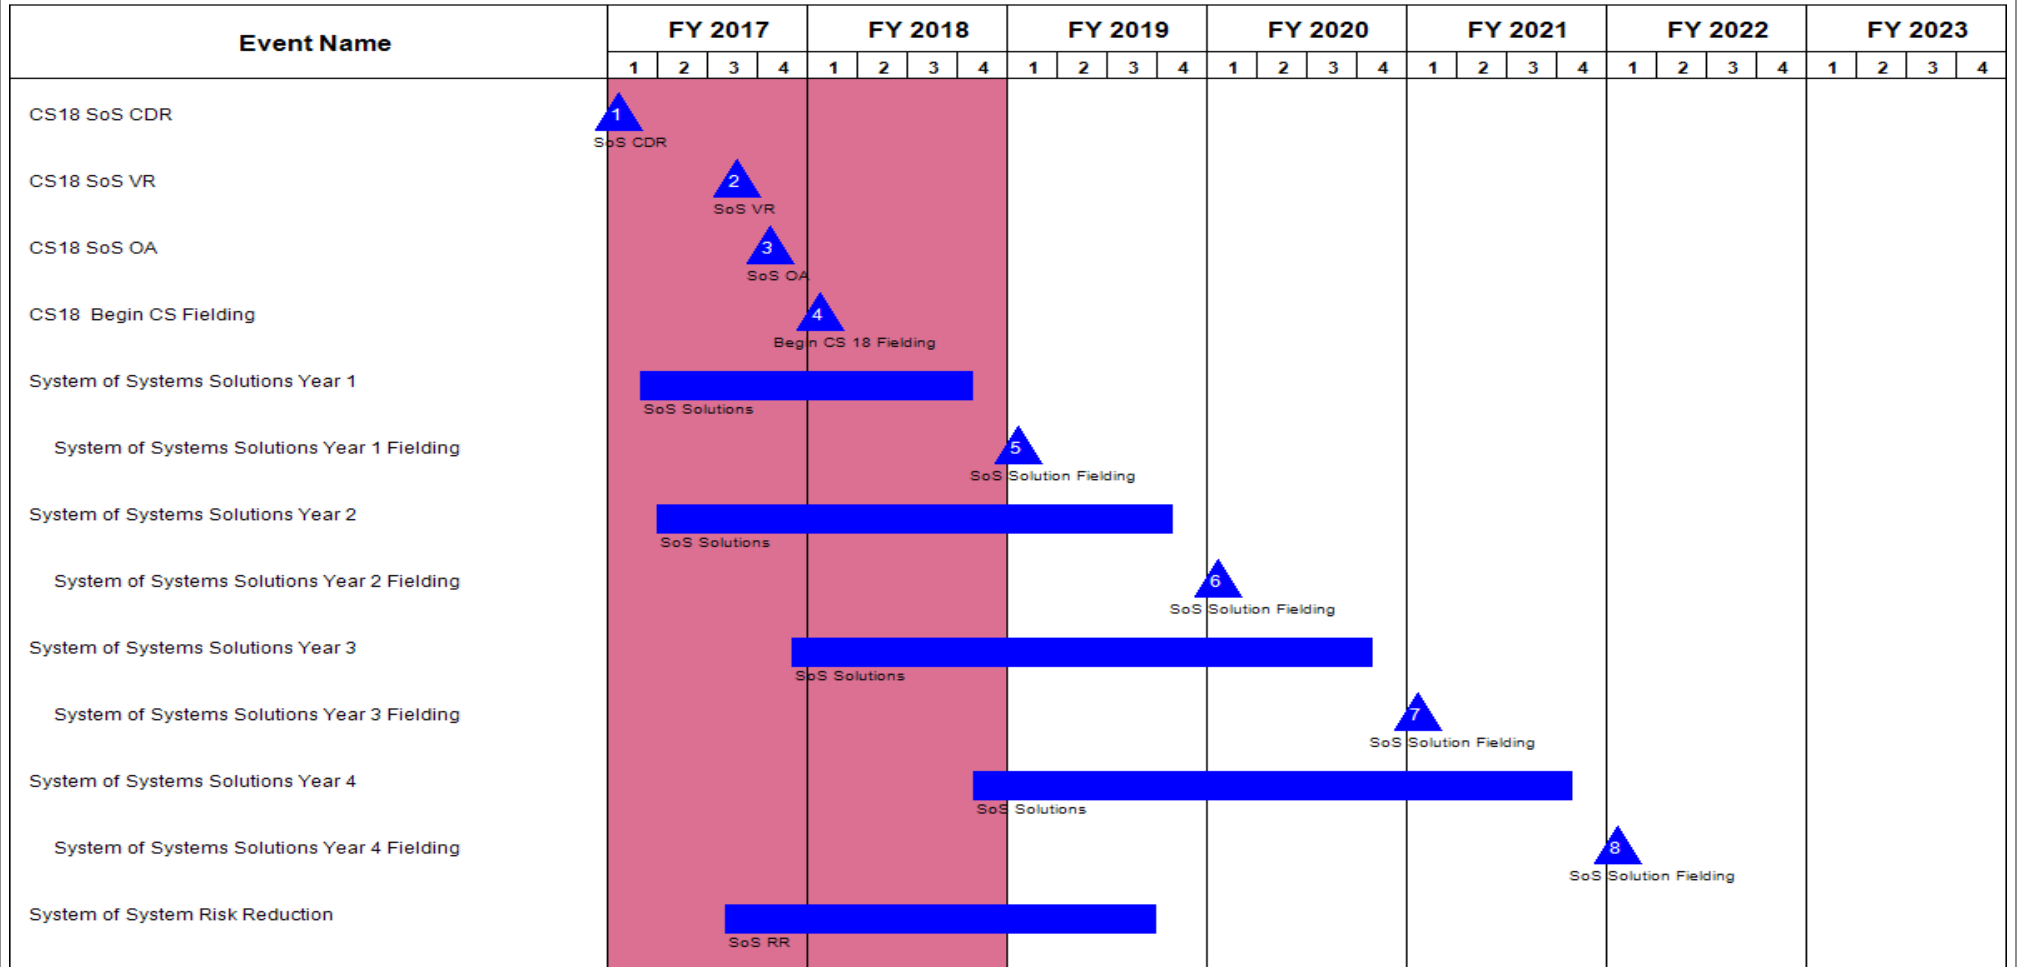 Event Name
FY 2017 FY 2018 FY 2019 FY 2020 FY 2021 FY 2022 FY 2023
1 2 3 4 1 2 3 4 1 2 3 4 1 2 3 4 1 2 3 4 1 2 3 4 1 2 3 4
CS18 SoS CDR 1
SoS CDR
CS18 SoS VR 2
SoS VR
CS18 SoS OA 3
SoS OA
CS18 Begin CS Fielding 4
Begin CS 18 Fielding
System of Systems Solutions Year 1
SoS Solutions
System of Systems Solutions Year 1 Fielding 5
SoS Solution Fielding
System of Systems Solutions Year 2
SoS Solutions
System of Systems Solutions Year 2 Fielding 6
SoS Solution Fielding
System of Systems Solutions Year 3
SoS Solutions
System of Systems Solutions Year 3 Fielding 7
SoS Solution Fielding
System of Systems Solutions Year 4
SoS Solutions
System of Systems Solutions Year 4 Fielding 8
SoS Solution Fielding
System of System Risk Reduction
SoS RR